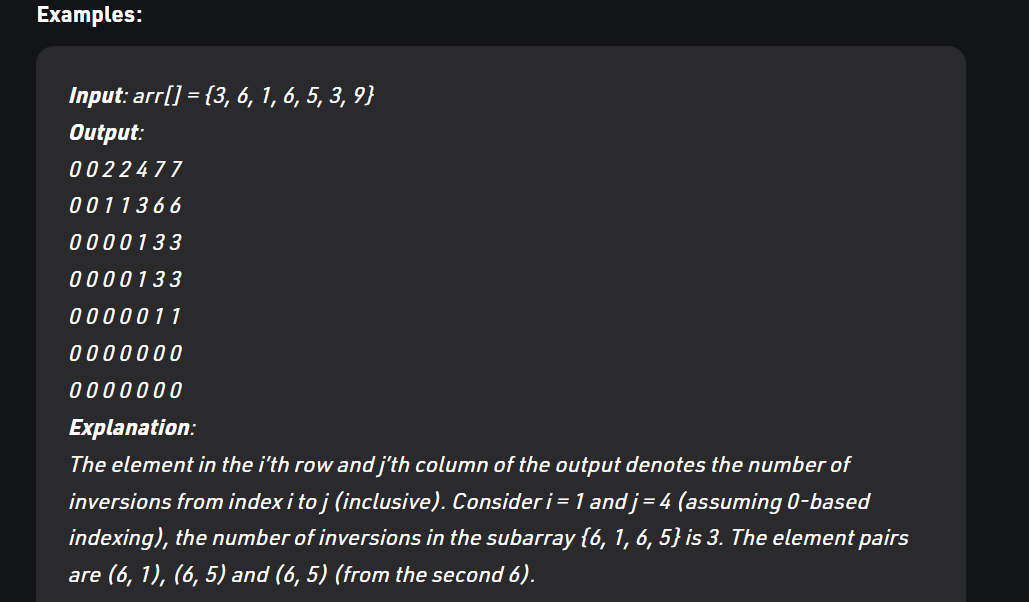 Examples:
Input: arr[] = {3, 6, 1, 6, 5, 3, 9}
Output:
0 0 2 2 4 7 7
0 0 1 1 3 6 6
0 0 0 0 1 3 3
0 0 0 0 1 3 3
0 0 0 0 0 1 1
0 0 0 0 0 0 0
0 0 0 0 0 0 0
Explanation:
The element in the i’th row and j’th column of the output denotes the number of
inversions from index i to j (inclusive). Consider i = 1 and j = 4 (assuming 0-based
indexing), the number of inversions in the subarray {6, 1, 6, 5} is 3. The element pairs
are (6, 1), (6, 5) and (6, 5) (from the second 6).